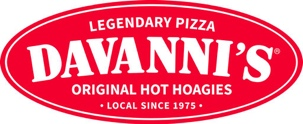 LEGENDARY PIZZA
DAVANNI'S®
ORIGINAL HOT HOAGIES
• LOCAL SINCE 1975 •